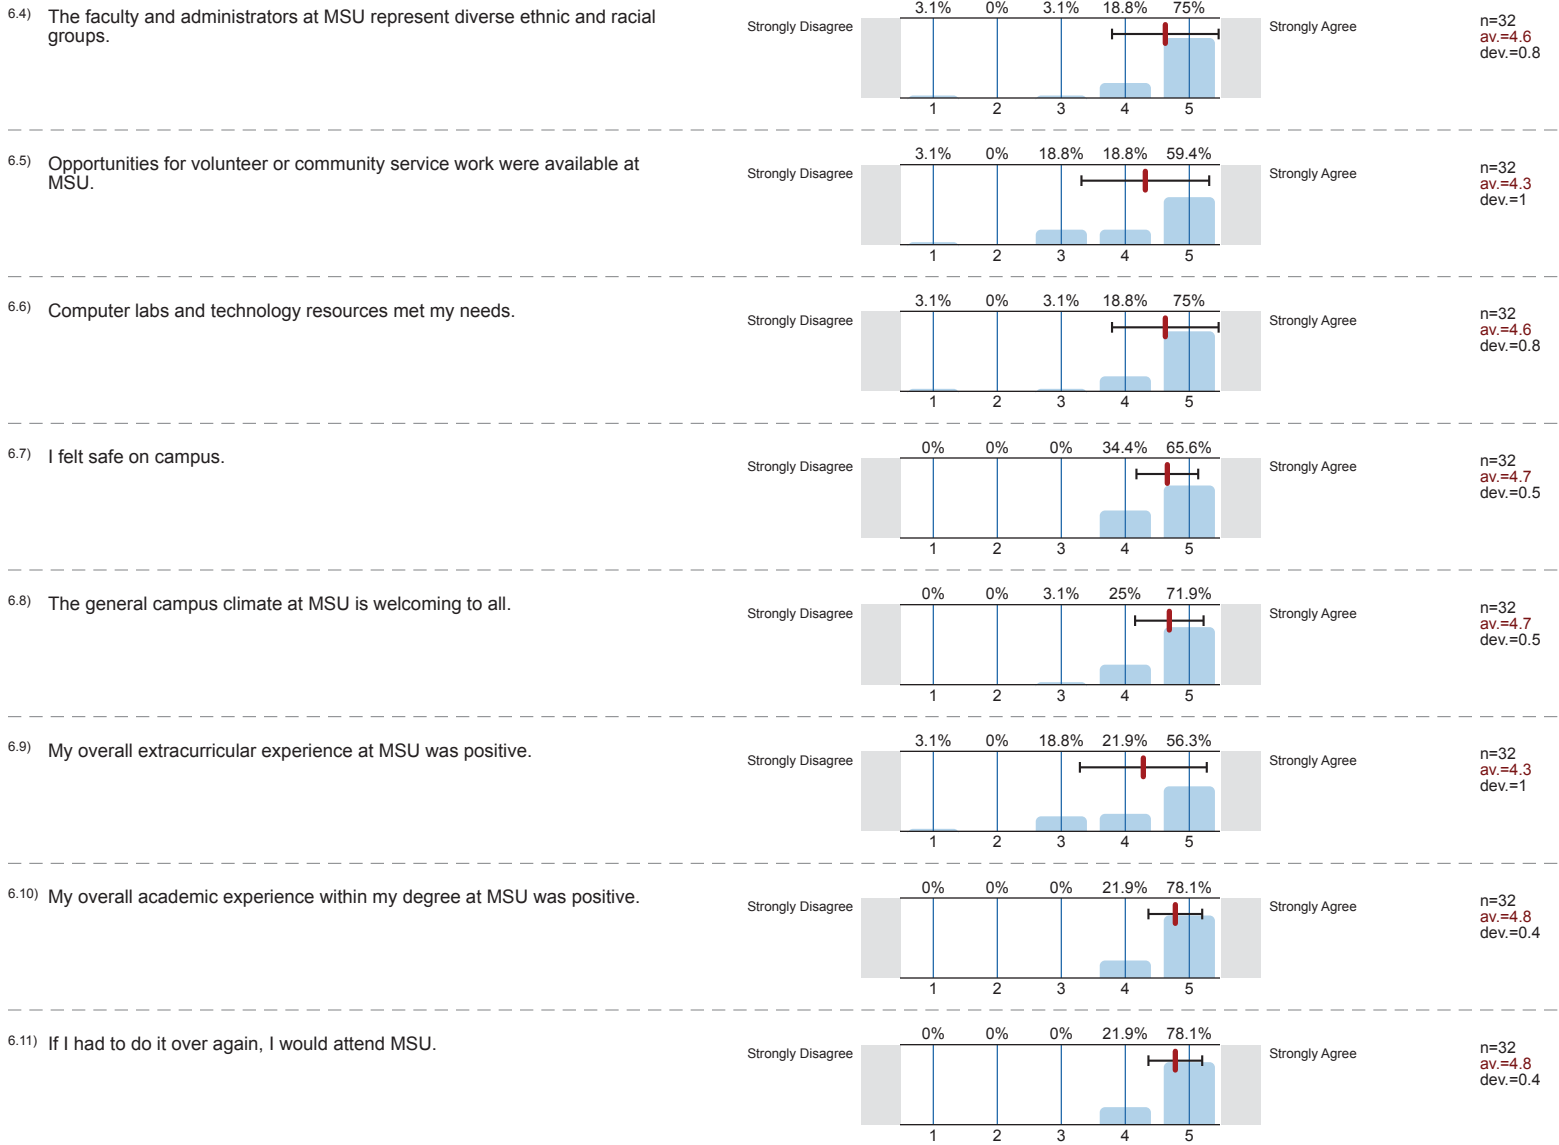 6.4) The faculty and administrators at MSU represent diverse ethnic and racial
groups.
3.1% 0% 3.1% 18.8% 75%
Strongly Disagree Strongly Agree
n=32
av.=4.6
dev.=0.8
1 2 3 4 5
6.5) Opportunities for volunteer or community service work were available at
MSU.
3.1% 0% 18.8% 18.8% 59.4%
Strongly Disagree Strongly Agree
n=32
av.=4.3
dev.=1
1 2 3 4 5
6.6) Computer labs and technology resources met my needs.
3.1% 0% 3.1% 18.8% 75%
Strongly Disagree Strongly Agree
n=32
av.=4.6
dev.=0.8
1 2 3 4 5
6.7) I felt safe on campus.
0% 0% 0% 34.4% 65.6%
Strongly Disagree Strongly Agree
n=32
av.=4.7
dev.=0.5
1 2 3 4 5
6.8) The general campus climate at MSU is welcoming to all.
0% 0% 3.1% 25% 71.9%
Strongly Disagree Strongly Agree
n=32
av.=4.7
dev.=0.5
1 2 3 4 5
6.9) My overall extracurricular experience at MSU was positive.
3.1% 0% 18.8% 21.9% 56.3%
Strongly Disagree Strongly Agree
n=32
av.=4.3
dev.=1
1 2 3 4 5
6.10) My overall academic experience within my degree at MSU was positive.
0% 0% 0% 21.9% 78.1%
Strongly Disagree Strongly Agree
n=32
av.=4.8
dev.=0.4
1 2 3 4 5
6.11) If I had to do it over again, I would attend MSU.
0% 0% 0% 21.9% 78.1%
Strongly Disagree Strongly Agree
n=32
av.=4.8
dev.=0.4
1 2 3 4 5